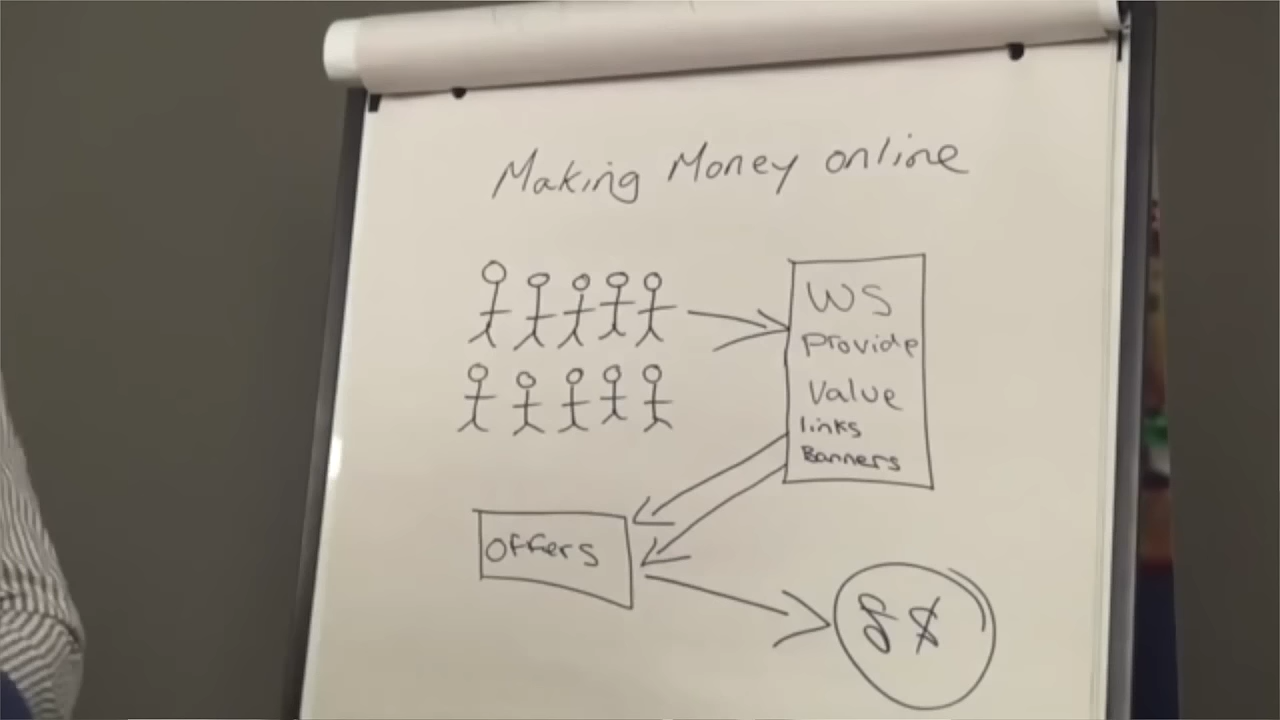 Making Money online
WS
Provide
Value
links
Banners
Offers
$ $